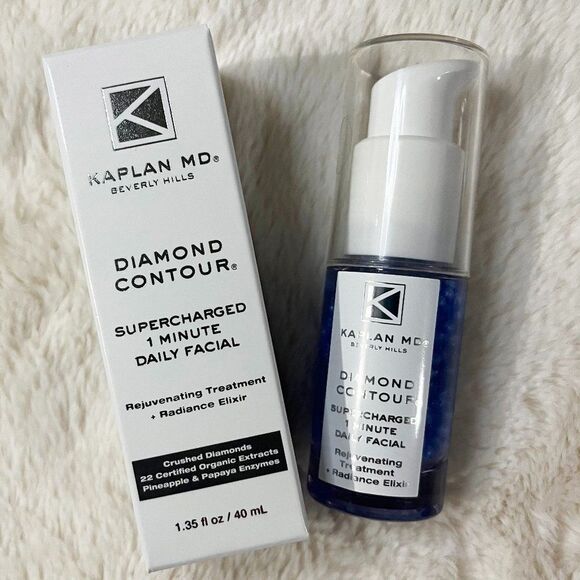 K
KAPLAN MD®
BEVERLY HILLS
DIAMOND
CONTOUR®
SUPERCHARGED
1 MINUTE
DAILY FACIAL
Rejuvenating Treatment
+ Radiance Elixir
Crushed Diamonds
22 Certified Organic Extracts
Pineapple & Papaya Enzymes
1.35 fl oz / 40 mL
K
KAPLAN MD®
BEVERLY HILLS
DIAMOND
CONTOUR®
SUPERCHARGED
1 MINUTE
DAILY FACIAL
Rejuvenating
Treatment
+ Radiance Elixir